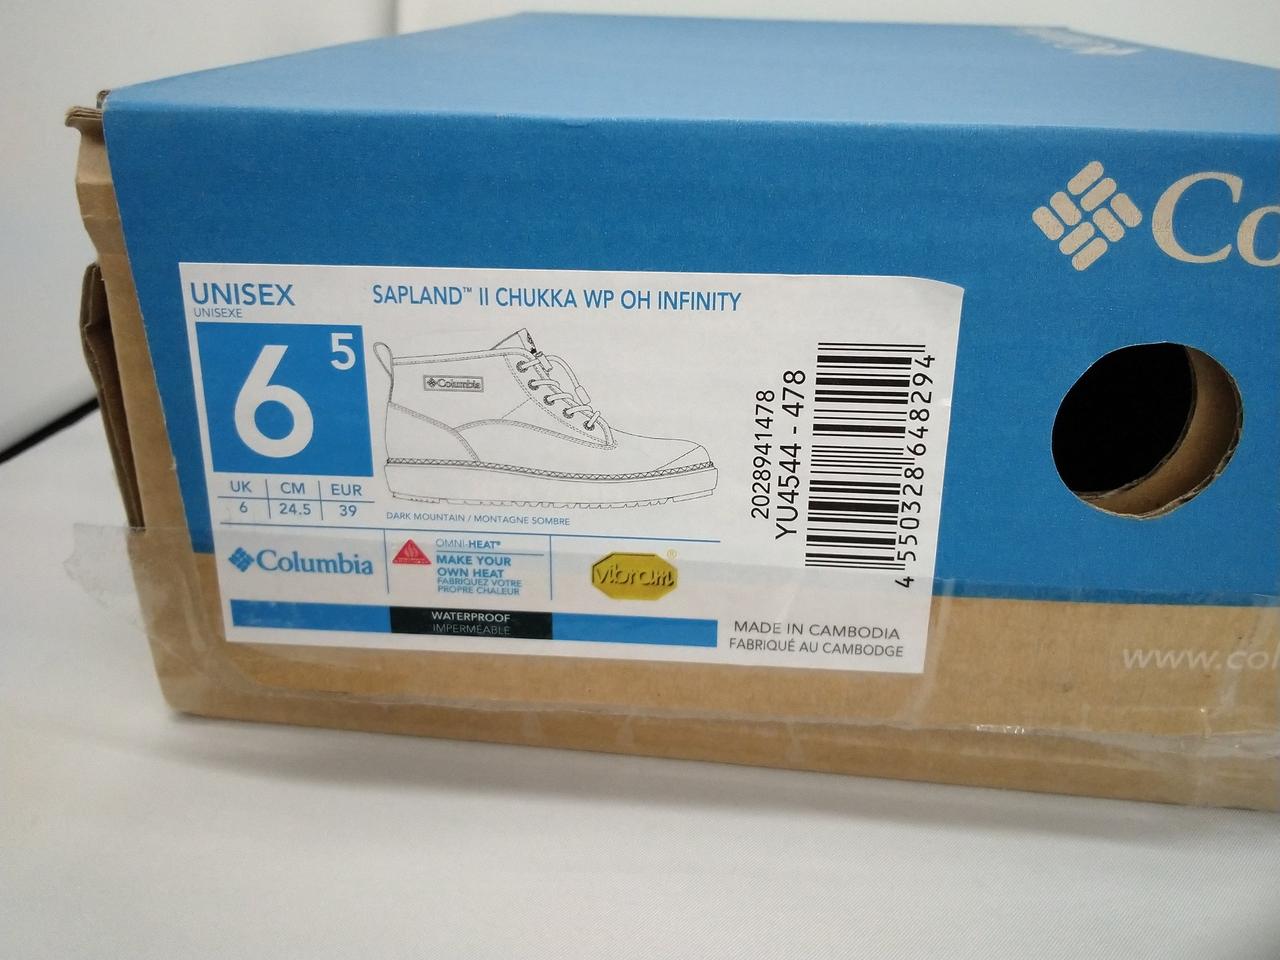 Co
UNISEX
UNISEXE
SAPLAND™ II CHUKKA WP OH INFINITY
6 5
Columbia
UK CM EUR
6 24.5 39
DARK MOUNTAIN / MONTAGNE SOMBRE
2028941478
YU4544 - 478
4 550328 648294
Columbia
OMNI-HEAT®
MAKE YOUR
OWN HEAT
FABRIQUEZ VOTRE
PROPRE CHALEUR
vibram®
WATERPROOF
IMPERMÉABLE
MADE IN CAMBODIA
FABRIQUÉ AU CAMBODGE
www.col